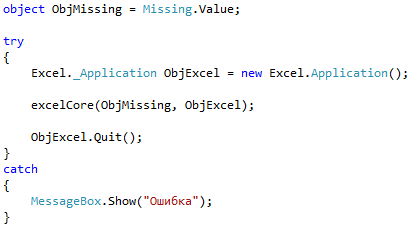 object ObjMissing = Missing.Value;
try
{
Excel._Application ObjExcel = new Excel.Application();
excelCore(ObjMissing, ObjExcel);
ObjExcel.Quit();
}
catch
{
MessageBox.Show("Ошибка");
}